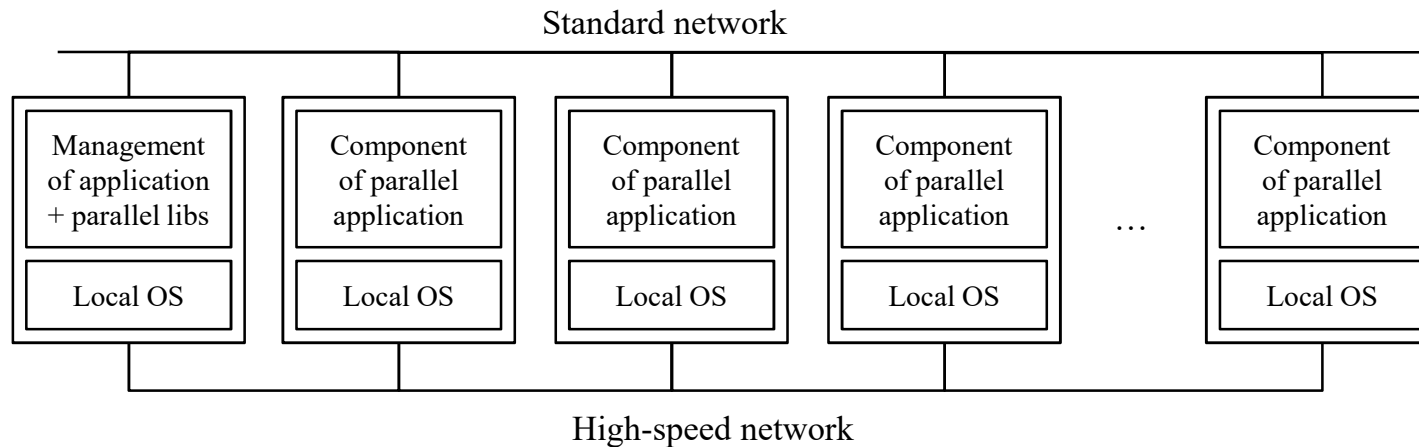 Standard network
Management
of application
+ parallel libs
Local OS
Component
of parallel
application
Local OS
Component
of parallel
application
Local OS
Component
of parallel
application
Local OS
…
Component
of parallel
application
Local OS
High-speed network